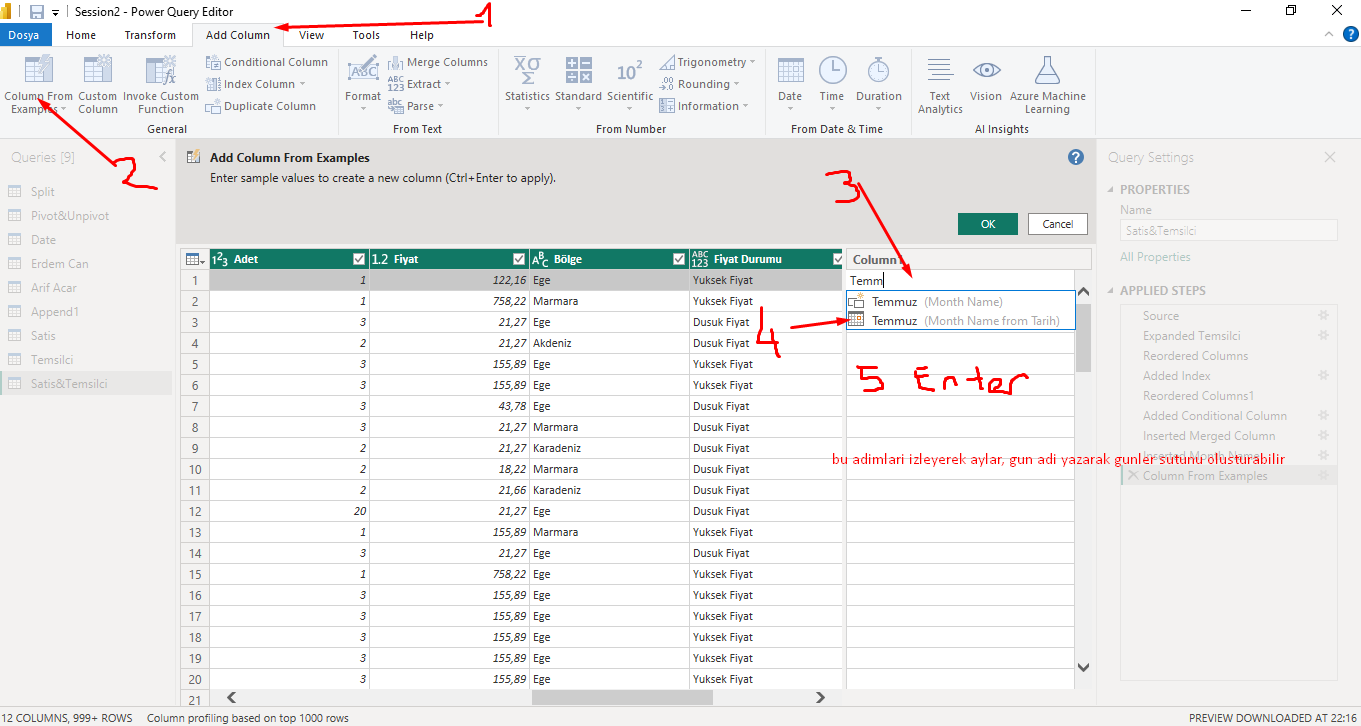 Session2 - Power Query Editor
1
Dosya Home Transform Add Column View Tools Help
Column From Examples
Custom Column
Invoke Custom Function
Conditional Column
Index Column
Duplicate Column
General
Format
Merge Columns
ABC 123 Extract
abc Parse
From Text
XΣ Statistics
Standard
10² Scientific
Trigonometry
.00 Rounding
Information
From Number
Date
Time
Duration
From Date & Time
Text Analytics
Vision
Azure Machine Learning
AI Insights
2
Queries [9]
Split
Pivot&Unpivot
Date
Erdem Can
Arif Acar
Append1
Satis
Temsilci
Satis&Temsilci
Add Column From Examples
Enter sample values to create a new column (Ctrl+Enter to apply).
3
OK Cancel
1²3 Adet 1.2 Fiyat ABC Bölge ABC 123 Fiyat Durumu Column
1 1 122,16 Ege Yuksek Fiyat Temm
2 1 758,22 Marmara Yuksek Fiyat
3 3 21,27 Ege Dusuk Fiyat
4 2 21,27 Akdeniz Dusuk Fiyat
5 3 155,89 Ege Yuksek Fiyat
6 3 155,89 Ege Yuksek Fiyat
7 3 43,78 Ege Dusuk Fiyat
8 3 21,27 Marmara Dusuk Fiyat
9 2 21,27 Karadeniz Dusuk Fiyat
10 2 18,22 Marmara Dusuk Fiyat
11 2 21,66 Karadeniz Dusuk Fiyat
12 20 21,27 Ege Dusuk Fiyat
13 1 155,89 Marmara Yuksek Fiyat
14 3 21,27 Ege Dusuk Fiyat
15 1 758,22 Ege Yuksek Fiyat
16 3 155,89 Ege Yuksek Fiyat
17 3 155,89 Ege Yuksek Fiyat
18 3 155,89 Ege Yuksek Fiyat
19 3 155,89 Ege Yuksek Fiyat
20 3 155,89 Ege Yuksek Fiyat
21
Temmuz (Month Name)
Temmuz (Month Name from Tarih)
4
5 Enter
bu adimlari izleyerek aylar, gun adi yazarak gunler sutunu olusturabilir
Query Settings
PROPERTIES
Name
Satis&Temsilci
All Properties
APPLIED STEPS
Source
Expanded Temsilci
Reordered Columns
Added Index
Reordered Columns1
Added Conditional Column
Inserted Merged Column
Inserted Month Name
Column From Examples
12 COLUMNS, 999+ ROWS Column profiling based on top 1000 rows PREVIEW DOWNLOADED AT 22:16